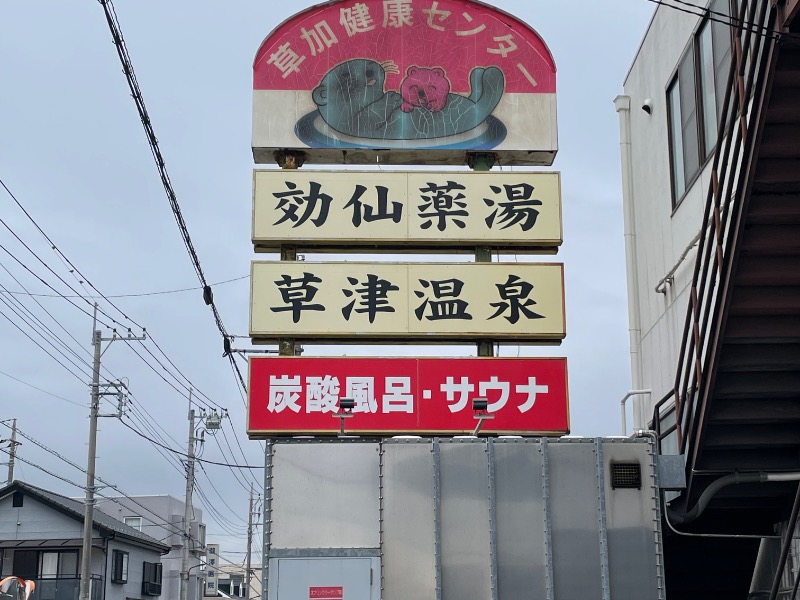 草加健康センター
効仙薬湯
草津温泉
炭酸風呂・サウナ